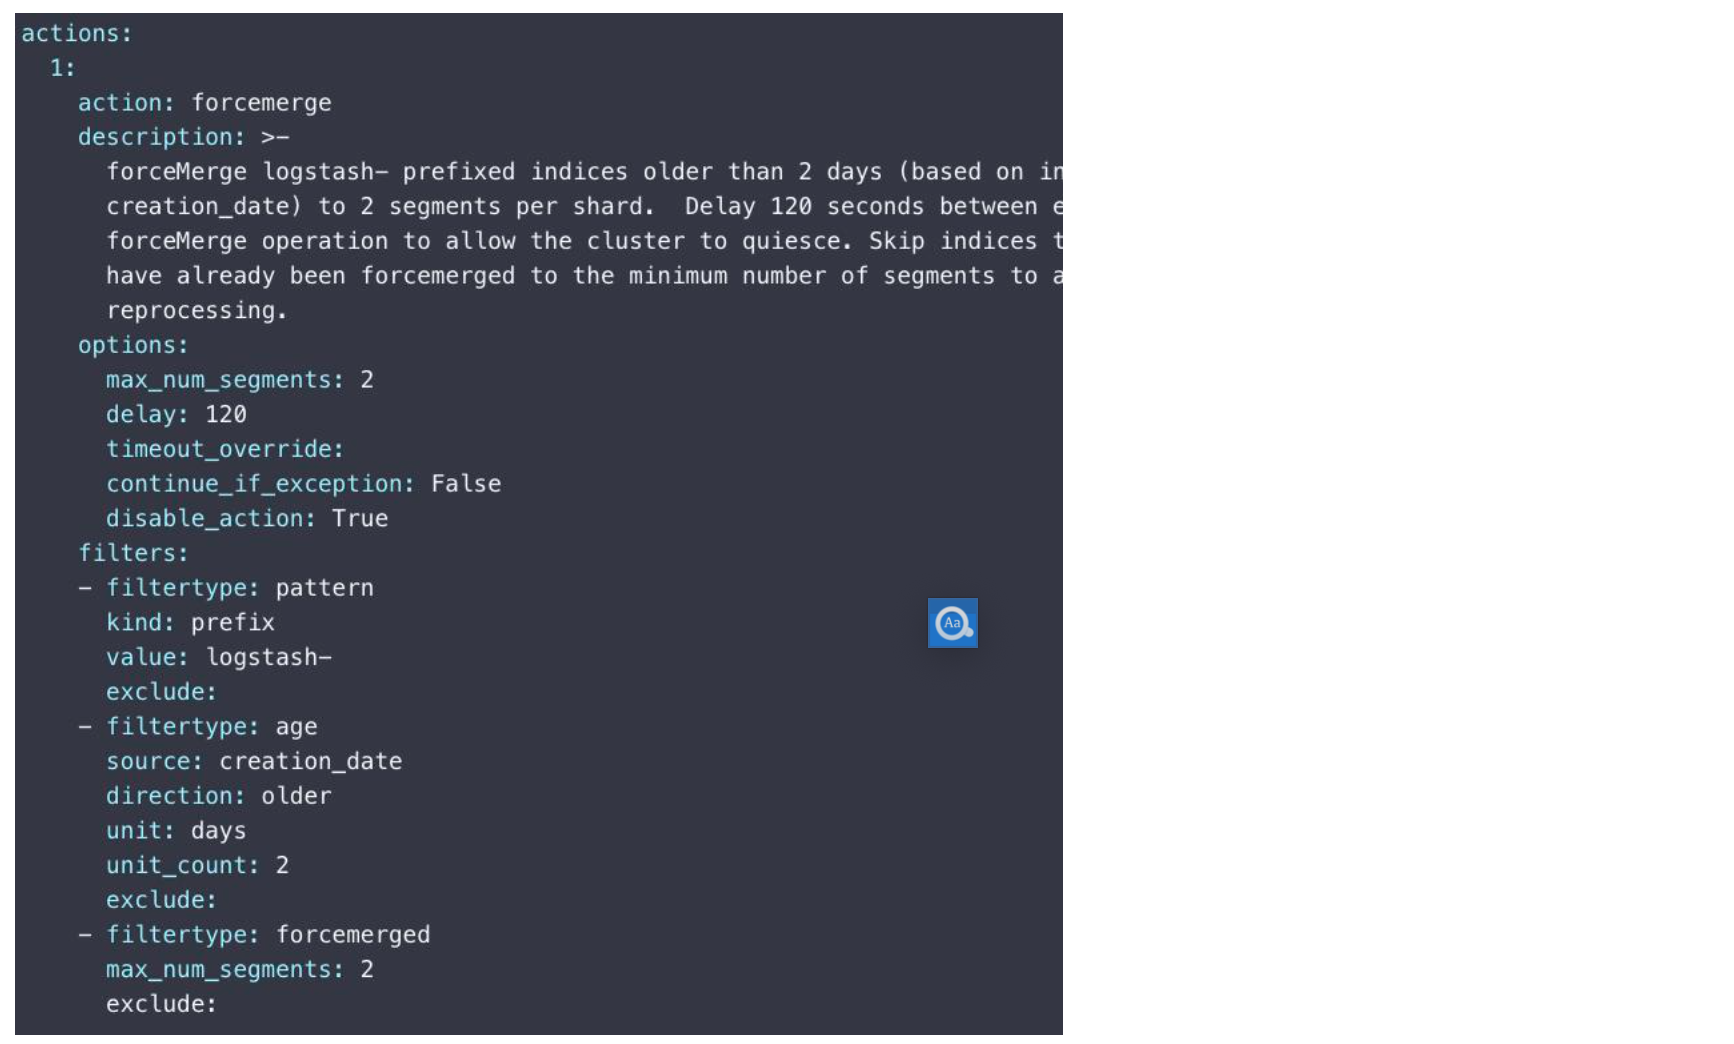 actions:
  1:
    action: forcemerge
    description: >-
      forceMerge logstash- prefixed indices older than 2 days (based on
      creation_date) to 2 segments per shard.  Delay 120 seconds between
      forceMerge operation to allow the cluster to quiesce. Skip indices
      have already been forcemerged to the minimum number of segments to
      reprocessing.
    options:
      max_num_segments: 2
      delay: 120
      timeout_override:
      continue_if_exception: False
      disable_action: True
    filters:
    - filtertype: pattern
      kind: prefix
      value: logstash-
      exclude:
    - filtertype: age
      source: creation_date
      direction: older
      unit: days
      unit_count: 2
      exclude:
    - filtertype: forcemerged
      max_num_segments: 2
      exclude:
Aa